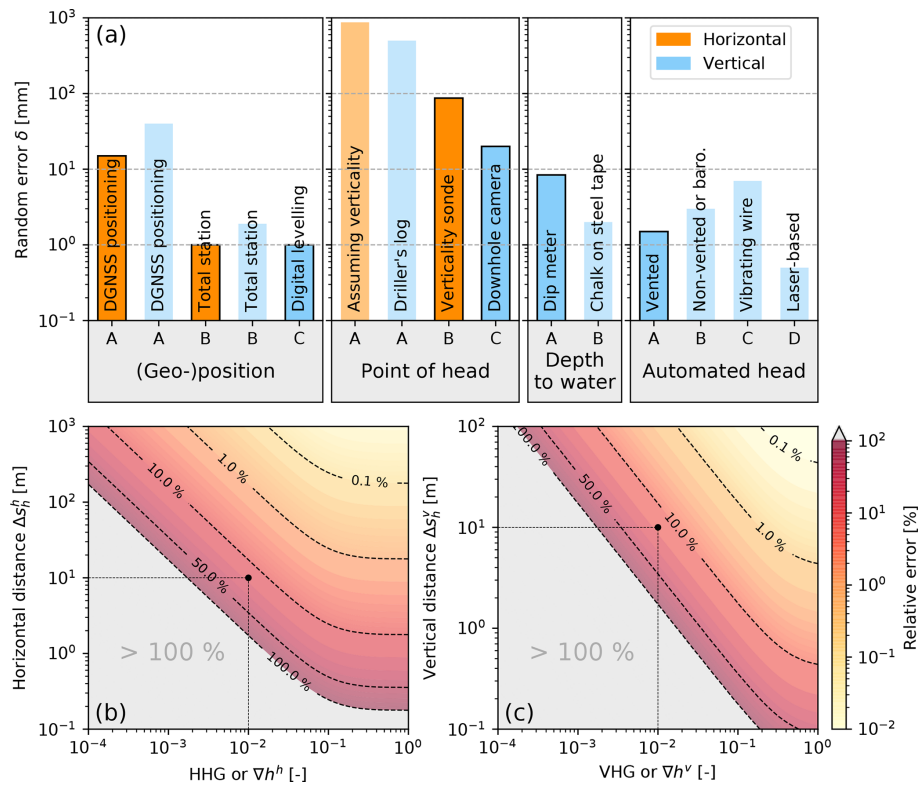 (a)
Random error δ [mm]
10³
10²
10¹
10⁰
10⁻¹
Horizontal
Vertical
DGNSS positioning
DGNSS positioning
Total station
Total station
Digital levelling
Assuming verticality
Driller's log
Verticality sonde
Downhole camera
Dip meter
Chalk on steel tape
Vented
Non-vented or baro.
Vibrating wire
Laser-based
A A B B C
A A B C
A B
A B C D
(Geo-)position
Point of head
Depth
to water
Automated head
(b)
Horizontal distance Δsₕʰ [m]
10³
10²
10¹
10⁰
10⁻¹
10⁻⁴ 10⁻³ 10⁻² 10⁻¹ 10⁰
HHG or ∇hʰ [-]
0.1 %
1.0 %
10.0 %
50.0 %
100.0 %
> 100 %
(c)
Vertical distance Δsₕᵛ [m]
10²
10¹
10⁰
10⁻¹
10⁻⁴ 10⁻³ 10⁻² 10⁻¹ 10⁰
VHG or ∇hᵛ [-]
0.1 %
1.0 %
10.0 %
50.0 %
00.0 %
> 100 %
Relative error [%]
10²
10¹
10⁰
10⁻¹
10⁻²